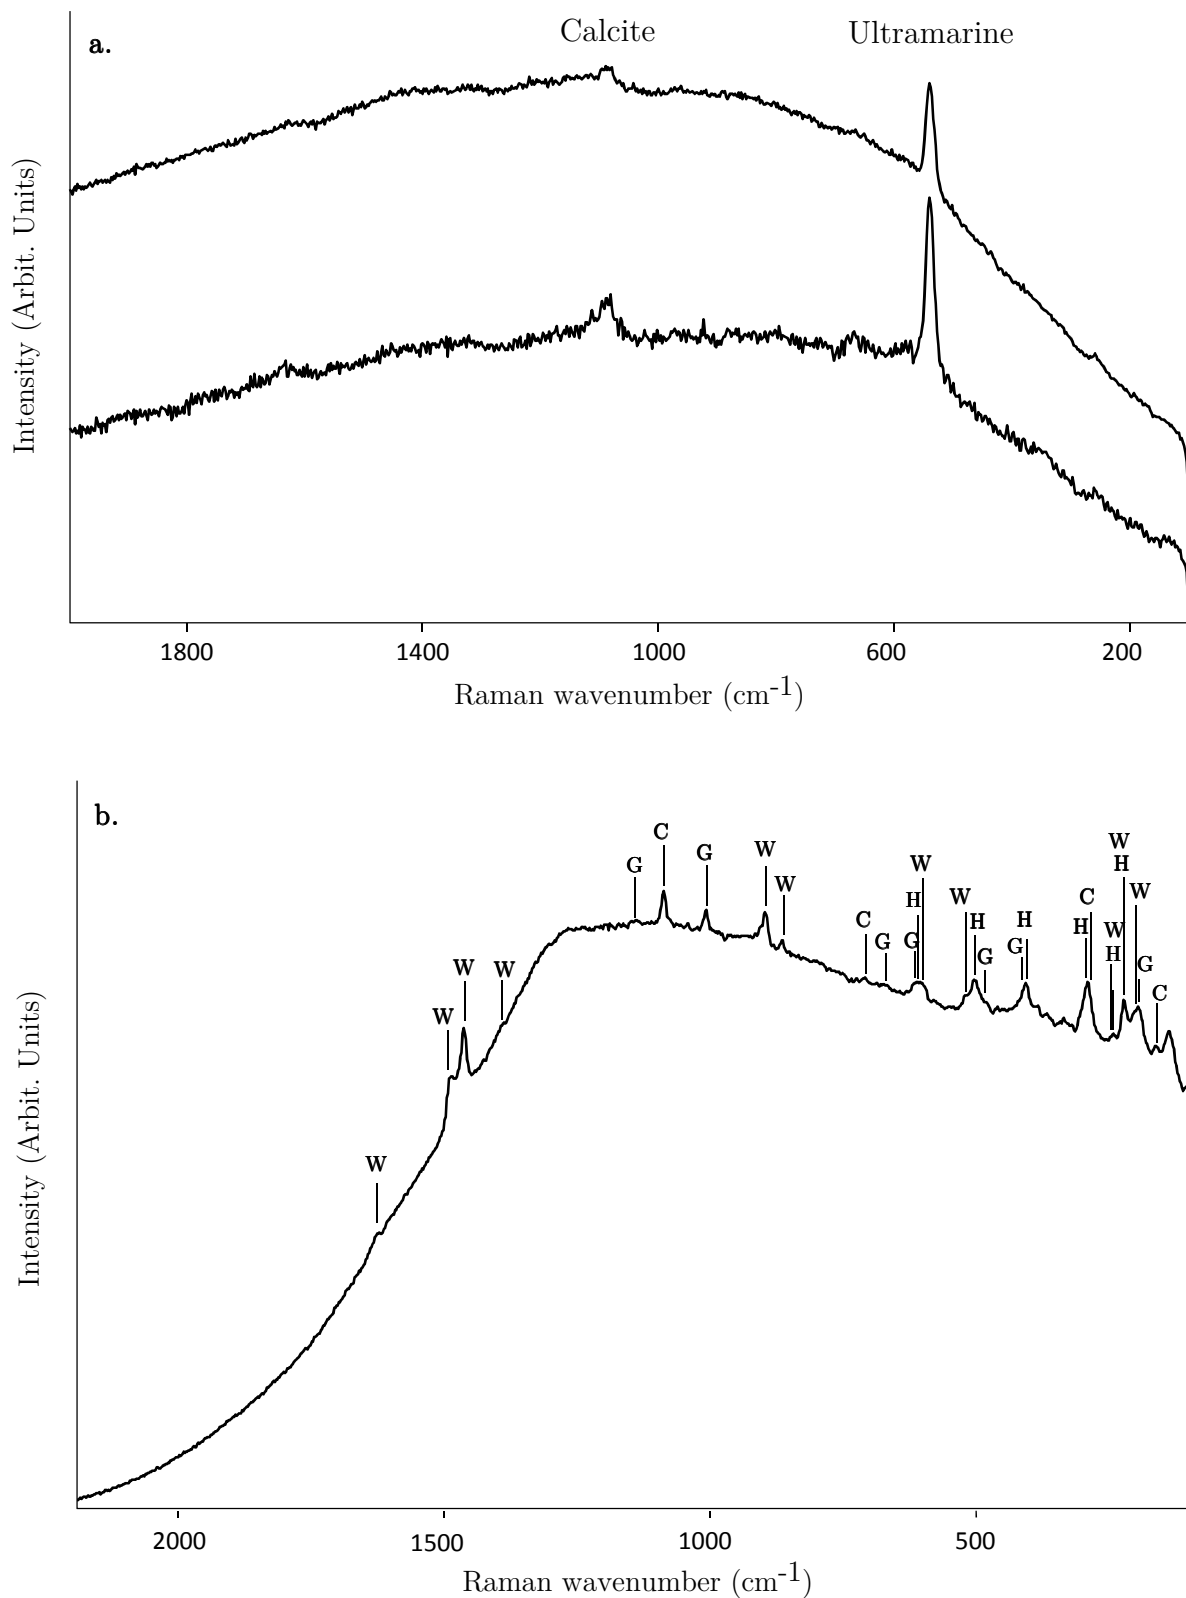 a.
Calcite
Ultramarine
Intensity (Arbit. Units)
1800 1400 1000 600 200
Raman wavenumber (cm-1)
b.
C
G
G
W
W
W
H
W
H
W
H
G
C
G
W
H
G
H
G
C
H
W
H
W
G
C
W
W
W
W
Intensity (Arbit. Units)
2000 1500 1000 500
Raman wavenumber (cm-1)